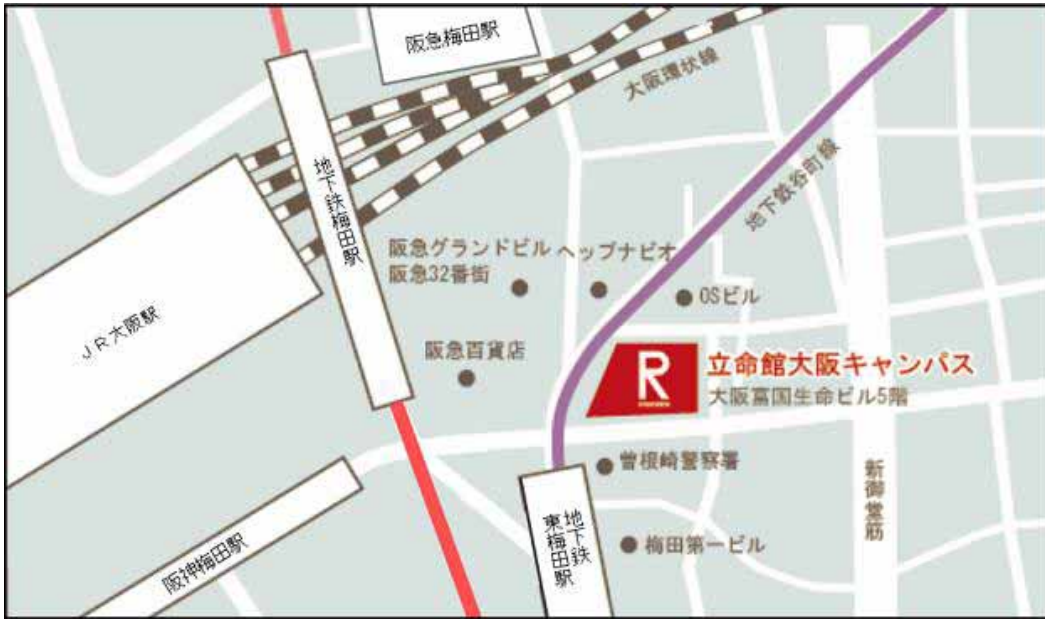 阪急梅田駅
大阪環状線
地下鉄梅田駅
地下鉄谷町線
阪急グランドビル
阪急32番街
ヘップナビオ
OSビル
JR大阪駅
阪急百貨店
R
立命館大阪キャンパス
大阪富国生命ビル5階
曽根崎警察署
新御堂筋
阪神梅田駅
地下鉄
東梅田駅
梅田第一ビル